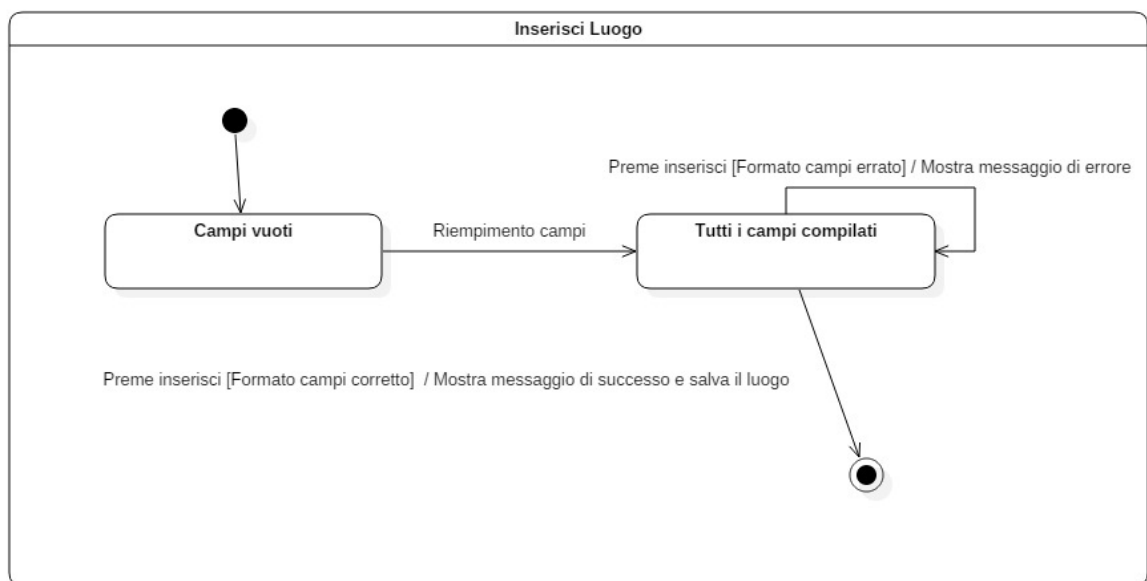 Inserisci Luogo
Preme inserisci [Formato campi errato] / Mostra messaggio di errore
Campi vuoti
Riempimento campi
Tutti i campi compilati
Preme inserisci [Formato campi corretto]  / Mostra messaggio di successo e salva il luogo